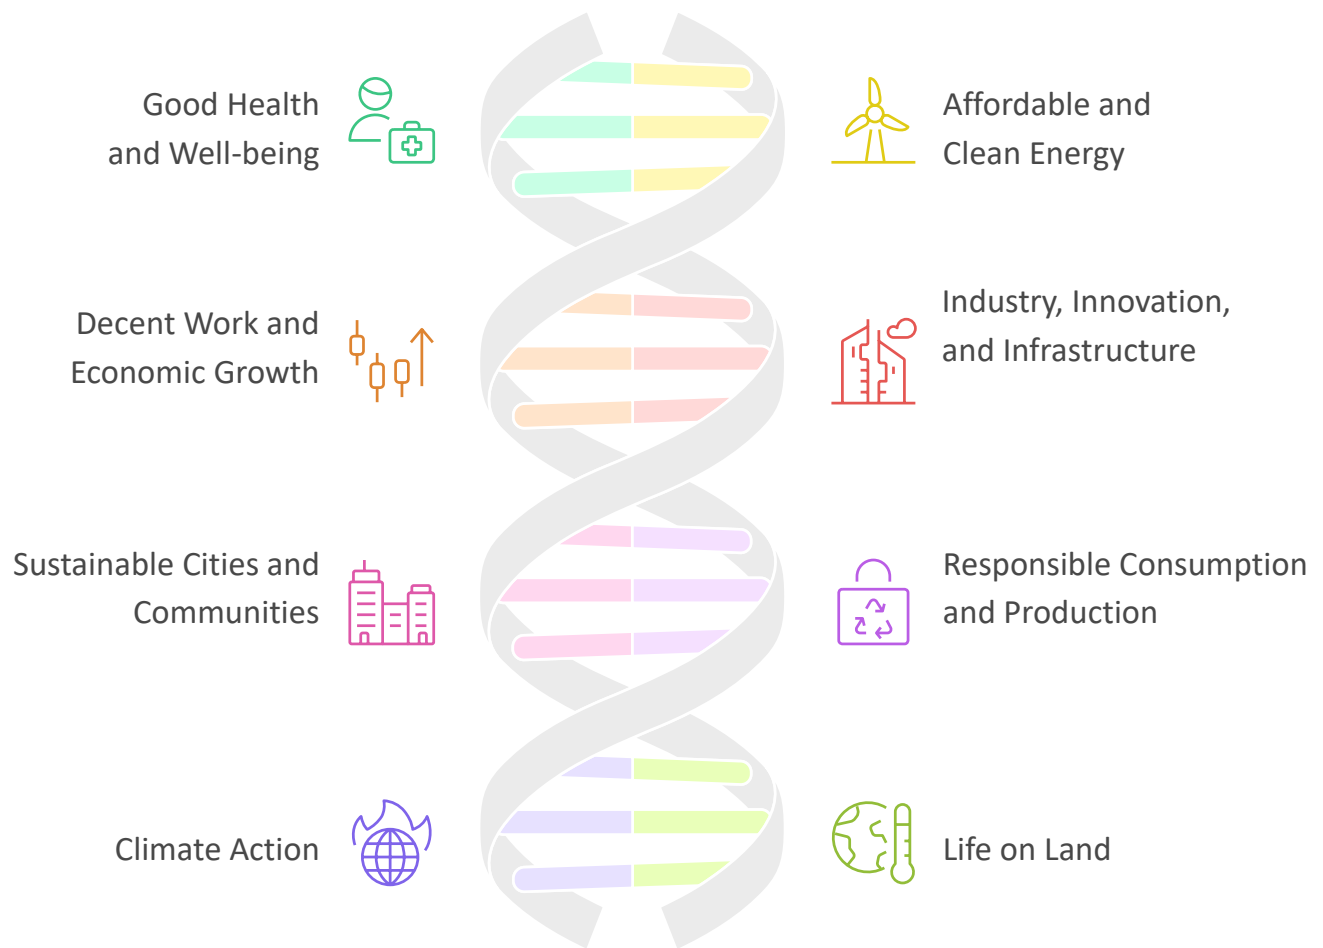 Good Health
and Well-being
Affordable and
Clean Energy
Decent Work and
Economic Growth
Industry, Innovation,
and Infrastructure
Sustainable Cities and
Communities
Responsible Consumption
and Production
Climate Action
Life on Land